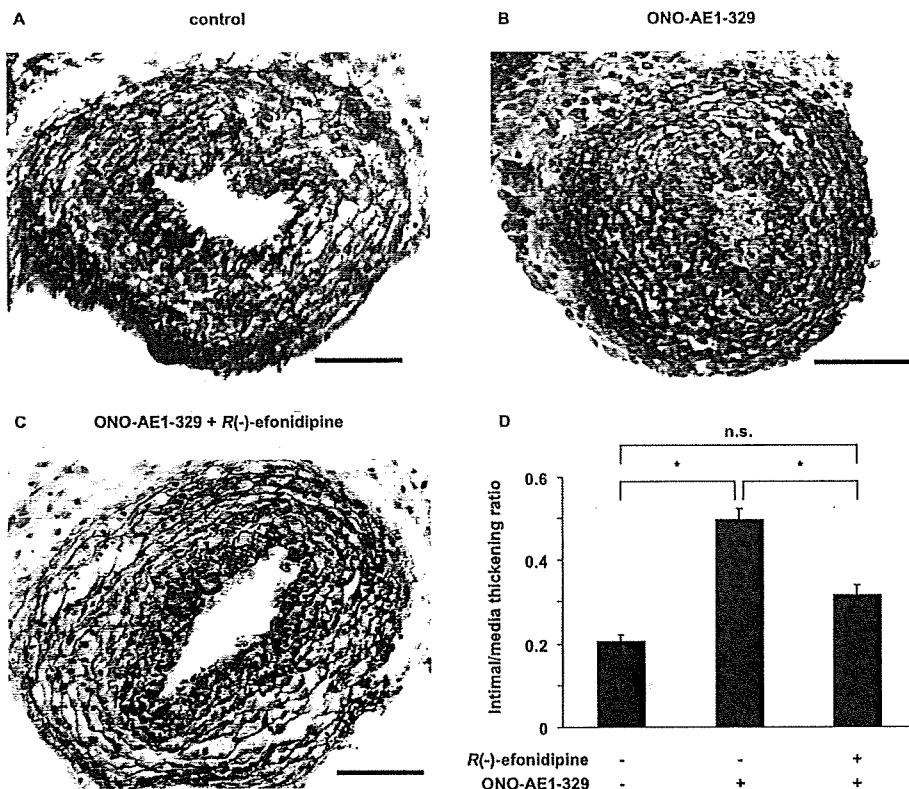 A
control
B
ONO-AE1-329
C
ONO-AE1-329 + R(-)-efonidipine
D
n.s.
* *
Intimal/media thickening ratio
0.6
0.4
0.2
0
R(-)-efonidipine - - +
ONO-AE1-329 - + +